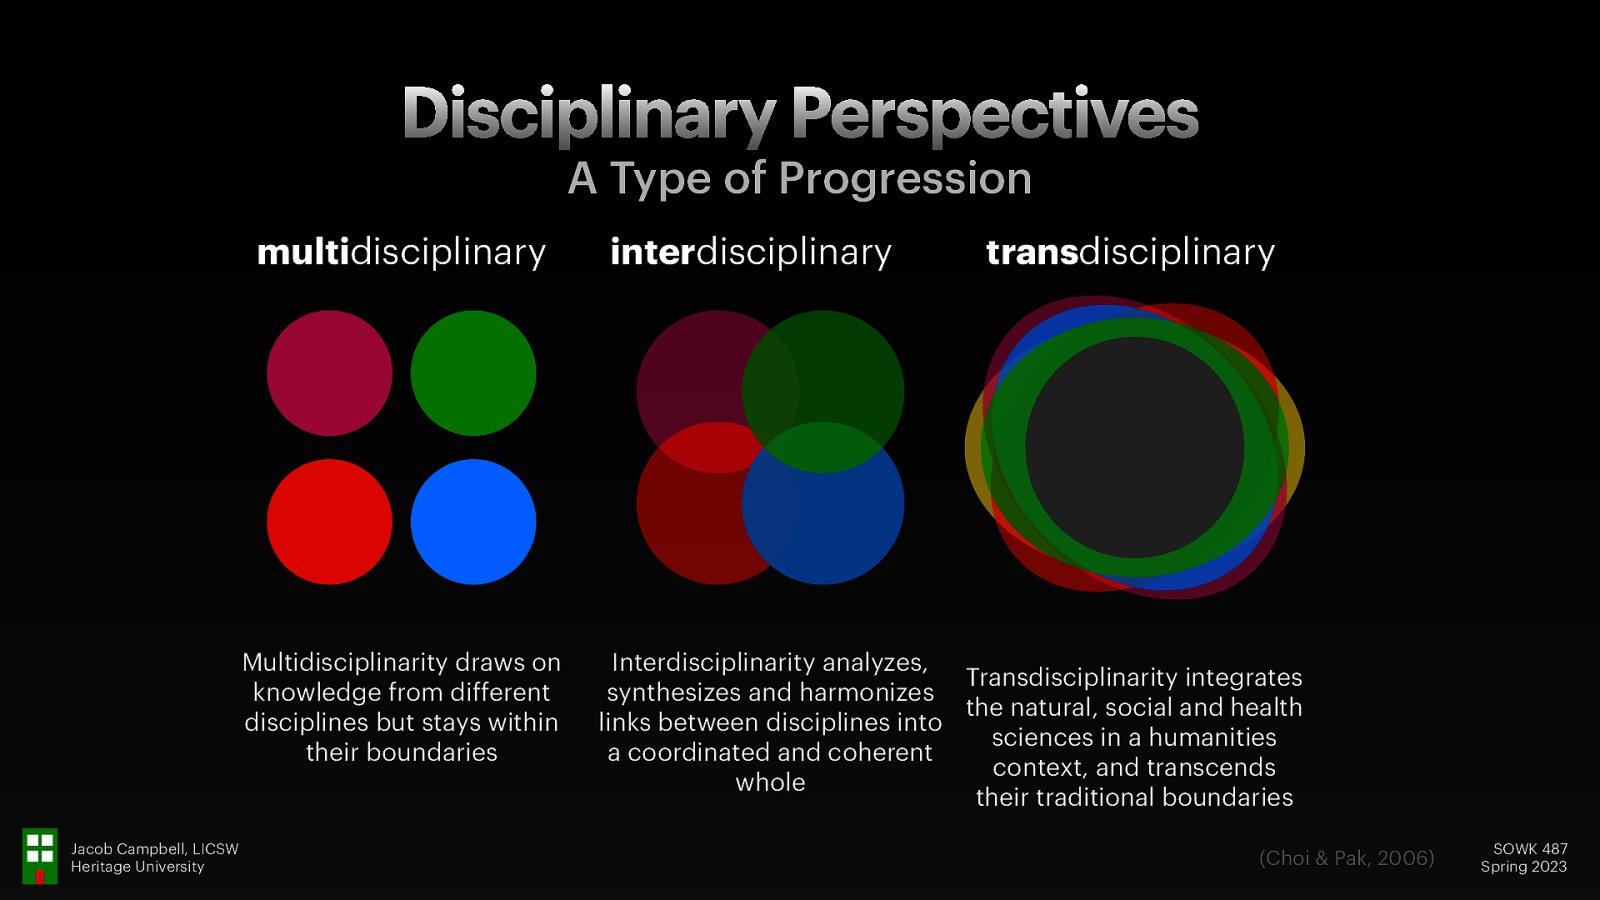 Disciplinary Perspectives
A Type of Progression
multidisciplinary
interdisciplinary
transdisciplinary
Multidisciplinarity draws on
knowledge from different
disciplines but stays within
their boundaries
Interdisciplinarity analyzes,
synthesizes and harmonizes
links between disciplines into
a coordinated and coherent
whole
Transdisciplinarity integrates
the natural, social and health
sciences in a humanities
context, and transcends
their traditional boundaries
Jacob Campbell, LICSW
Heritage University
(Choi & Pak, 2006)
SOWK 487
Spring 2023